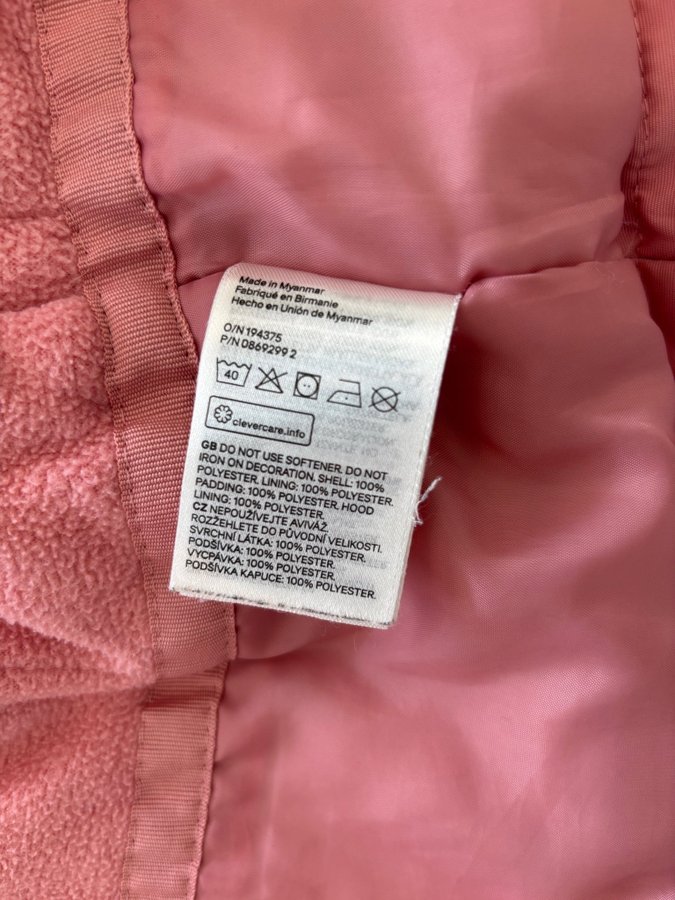 Made in Myanmar
Fabriqué en Birmanie
Hecho en Unión de Myanmar
O/N 194375
P/N 0869299 2
40
clevercare.info
GB DO NOT USE SOFTENER. DO NOT
IRON ON DECORATION. SHELL: 100%
POLYESTER. LINING: 100% POLYESTER.
PADDING: 100% POLYESTER. HOOD
LINING: 100% POLYESTER.
CZ NEPOUŽÍVEJTE AVIVÁŽ.
ROZŽEHLETE DO PŮVODNÍ VELIKOSTI.
SVRCHNÍ LÁTKA: 100% POLYESTER.
PODŠÍVKA: 100% POLYESTER.
VYCPÁVKA: 100% POLYESTER.
PODŠÍVKA KAPUCE: 100% POLYESTER.